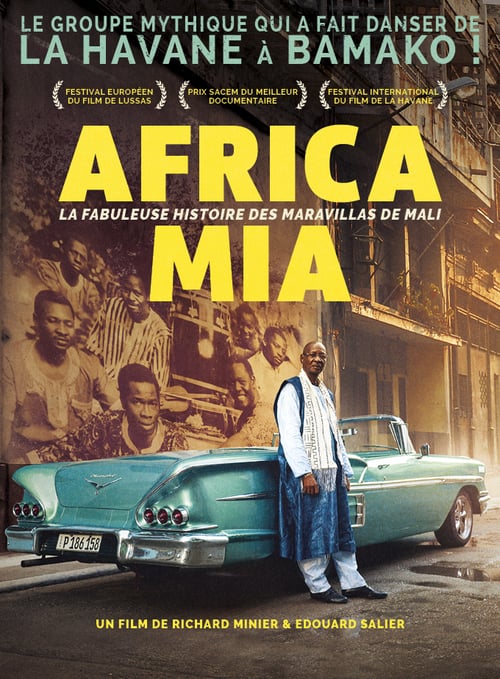 LE GROUPE MYTHIQUE QUI A FAIT DANSER DE
LA HAVANE À BAMAKO !
FESTIVAL EUROPÉEN
DU FILM DE LUSSAS
PRIX SACEM DU MEILLEUR
DOCUMENTAIRE
FESTIVAL INTERNATIONAL
DU FILM DE LA HAVANE
AFRICA
LA FABULEUSE HISTOIRE DES MARAVILLAS DE MALI
MIA
P 186 158
UN FILM DE RICHARD MINIER & EDOUARD SALIER